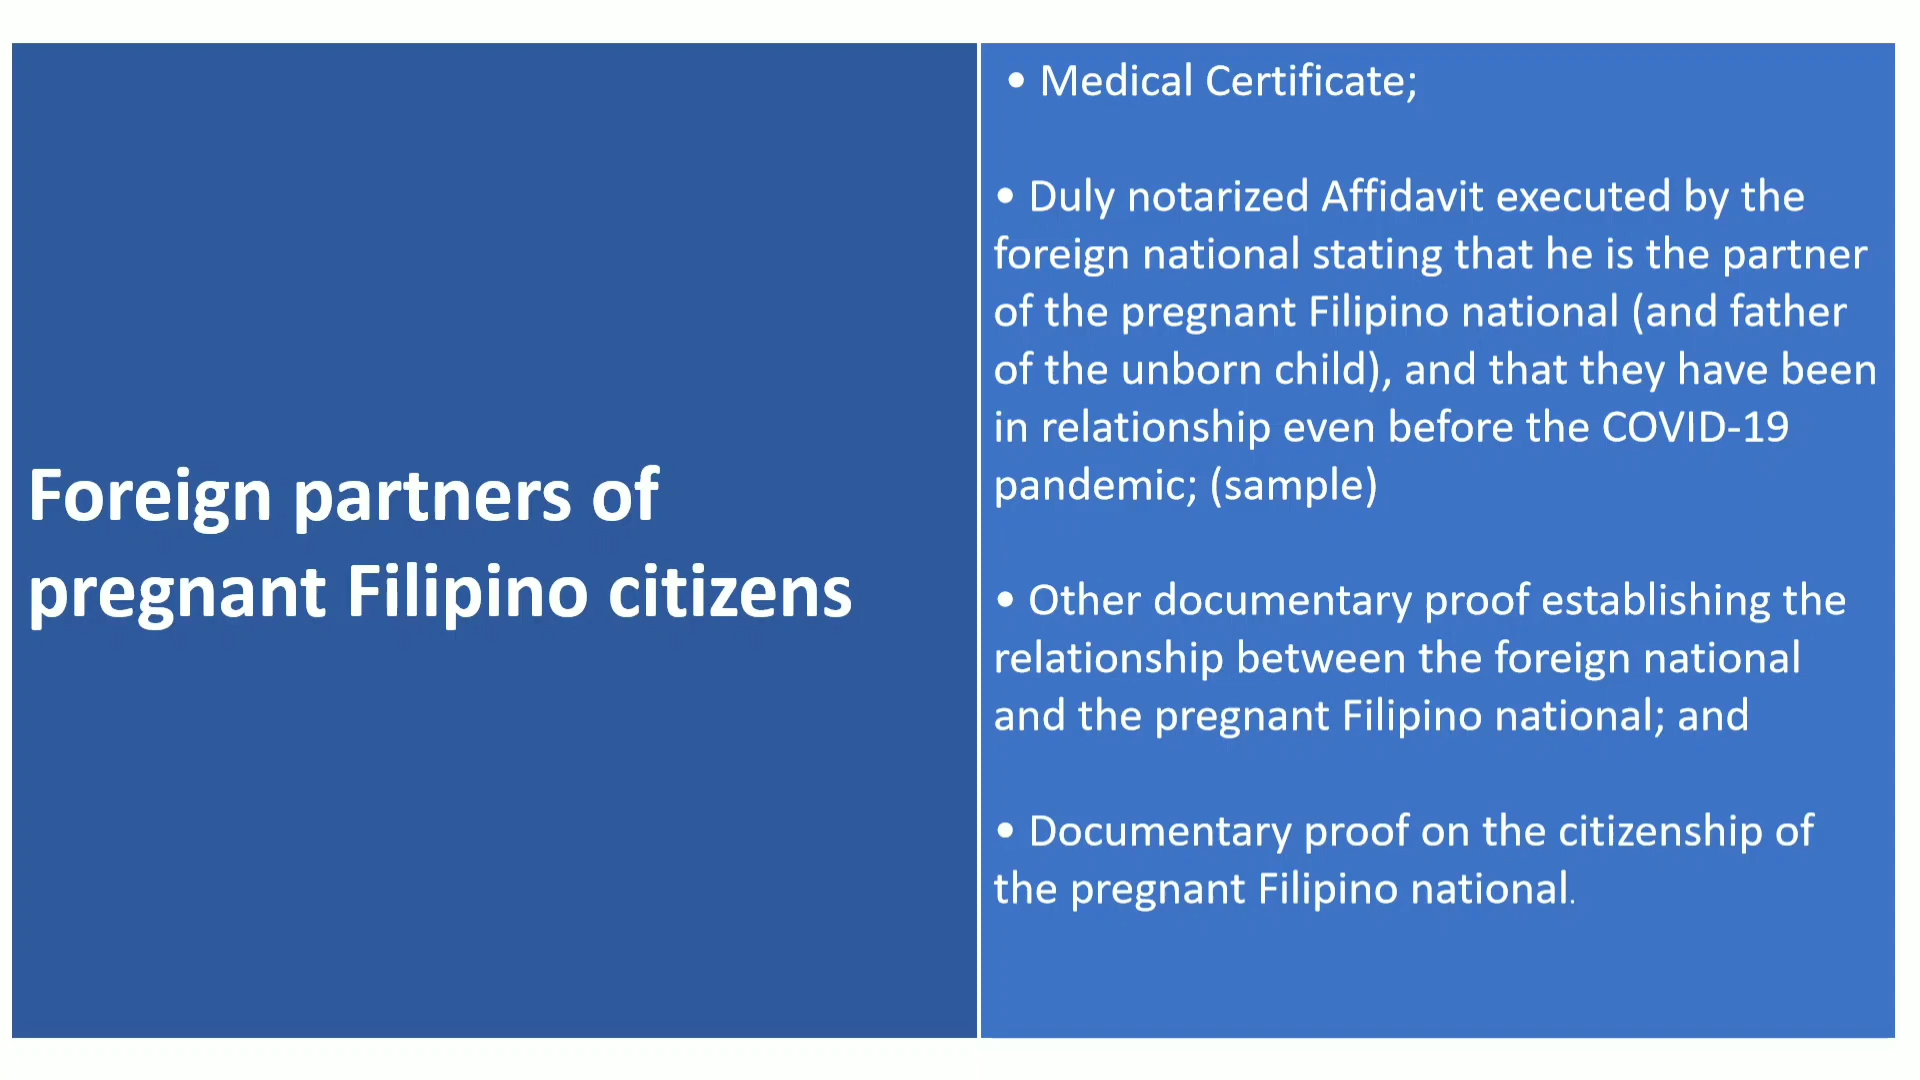 Foreign partners of
pregnant Filipino citizens
• Medical Certificate;
• Duly notarized Affidavit executed by the
foreign national stating that he is the partner
of the pregnant Filipino national (and father
of the unborn child), and that they have been
in relationship even before the COVID-19
pandemic; (sample)
• Other documentary proof establishing the
relationship between the foreign national
and the pregnant Filipino national; and
• Documentary proof on the citizenship of
the pregnant Filipino national.